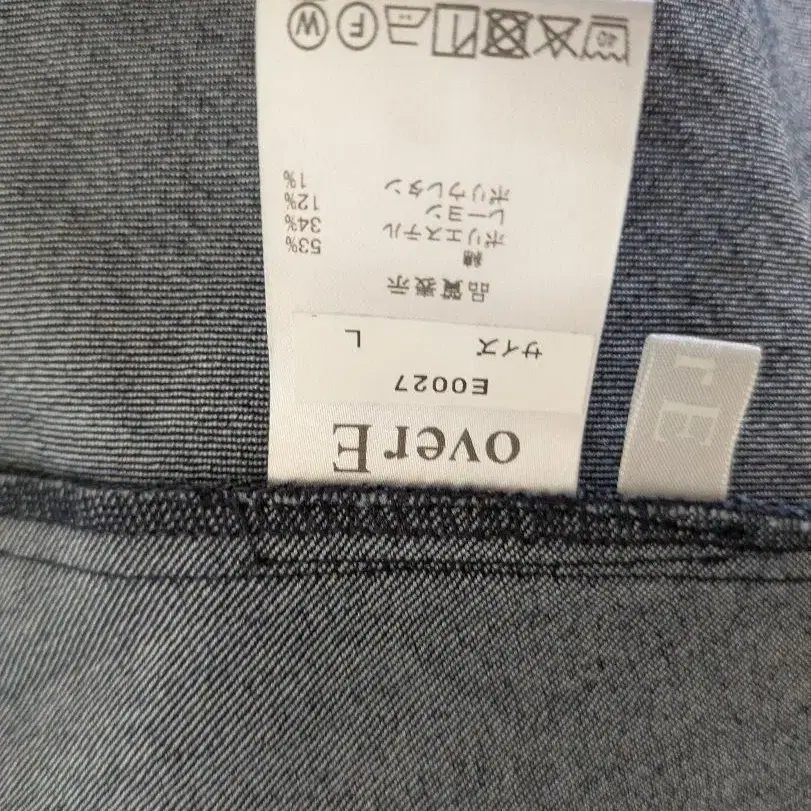 overE
E0027
サイズ L
品質表示
綿 53%
ポリエステル 34%
レーヨン 12%
ポリウレタン 1%
40 F W
r E